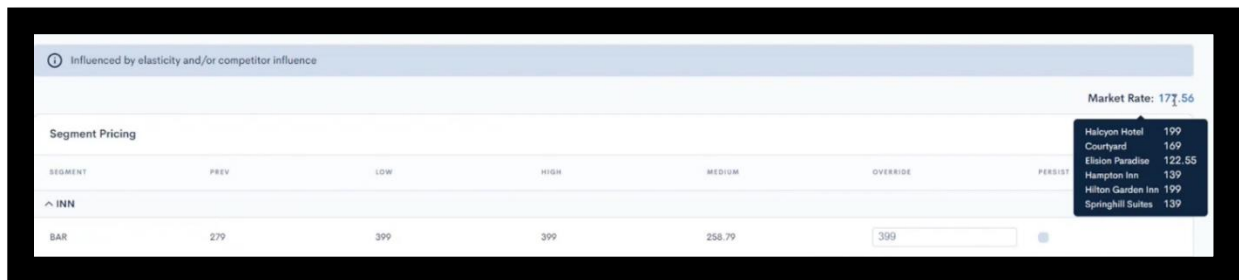 Influenced by elasticity and/or competitor influence
Market Rate: 177.56
Segment Pricing
Halcyon Hotel 199
Courtyard 169
Elision Paradise 122.55
Hampton Inn 139
Hilton Garden Inn 199
Springhill Suites 139
SEGMENT PREV LOW HIGH MEDIUM OVERRIDE PERSIST
INN
BAR 279 399 399 258.79 399